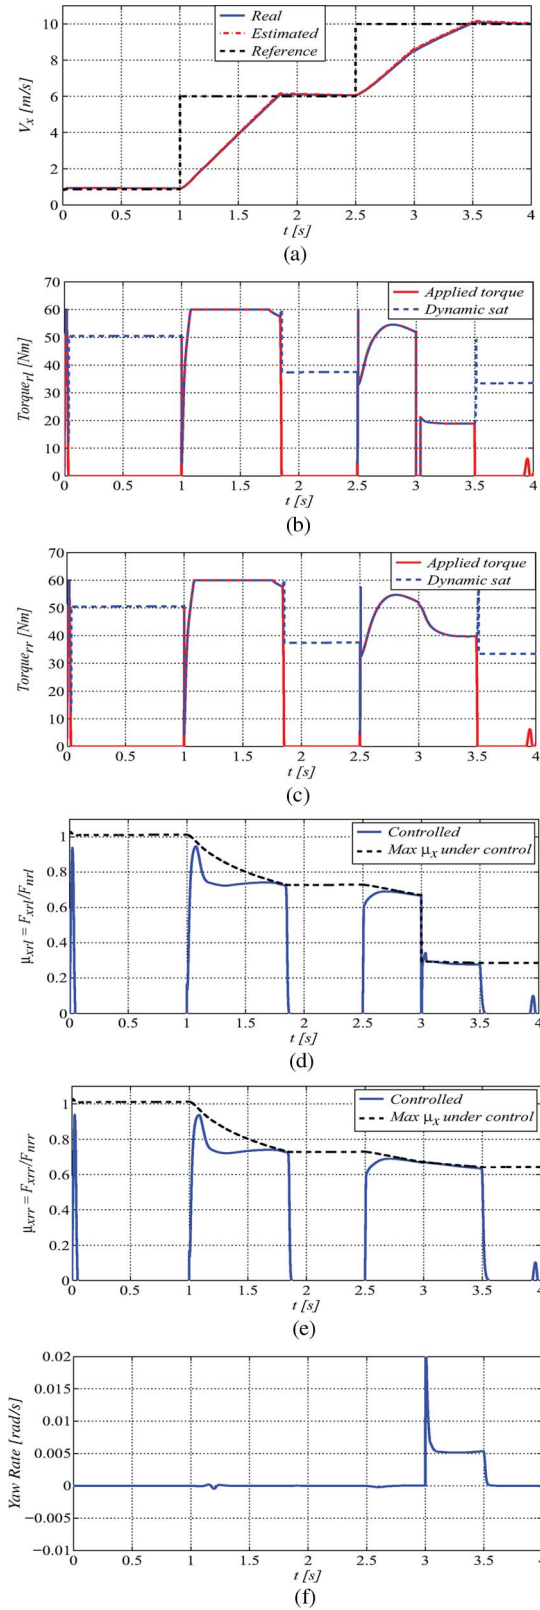 Real
Estimated
Reference
V_x [m/s]
10
8
6
4
2
0
0 0.5 1 1.5 2 2.5 3 3.5 4
t [s]
(a)
Applied torque
Dynamic sat
Torque_rl [Nm]
70
60
50
40
30
20
10
0
0 0.5 1 1.5 2 2.5 3 3.5 4
t [s]
(b)
Applied torque
Dynamic sat
Torque_rr [Nm]
70
60
50
40
30
20
10
0
0 0.5 1 1.5 2 2.5 3 3.5 4
t [s]
(c)
Controlled
Max μ_x under control
μ_xrl = F_xrl/F_nrl
1
0.8
0.6
0.4
0.2
0
0 0.5 1 1.5 2 2.5 3 3.5 4
t [s]
(d)
Controlled
Max μ_x under control
μ_xrr = F_xrr/F_nrr
1
0.8
0.6
0.4
0.2
0
0 0.5 1 1.5 2 2.5 3 3.5 4
t [s]
(e)
Yaw Rate [rad/s]
0.02
0.015
0.01
0.005
0
−0.005
−0.01
0 0.5 1 1.5 2 2.5 3 3.5 4
t [s]
(f)